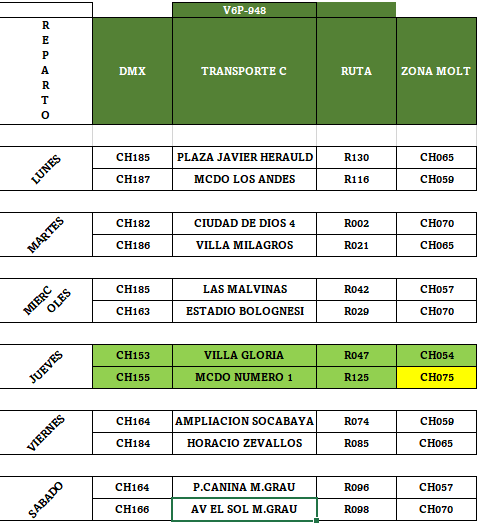 V6P-948
REPARTO DMX TRANSPORTE C RUTA ZONA MOLT
LUNES
CH185 PLAZA JAVIER HERAULD R130 CH065
CH187 MCDO LOS ANDES R116 CH059
MARTES
CH182 CIUDAD DE DIOS 4 R002 CH070
CH186 VILLA MILAGROS R021 CH065
MIERC
OLES
CH185 LAS MALVINAS R042 CH057
CH163 ESTADIO BOLOGNESI R029 CH070
JUEVES
CH153 VILLA GLORIA R047 CH054
CH155 MCDO NUMERO 1 R125 CH075
VIERNES
CH164 AMPLIACION SOCABAYA R074 CH059
CH184 HORACIO ZEVALLOS R085 CH065
SABADO
CH164 P.CANINA M.GRAU R096 CH057
CH166 AV EL SOL M.GRAU R098 CH070